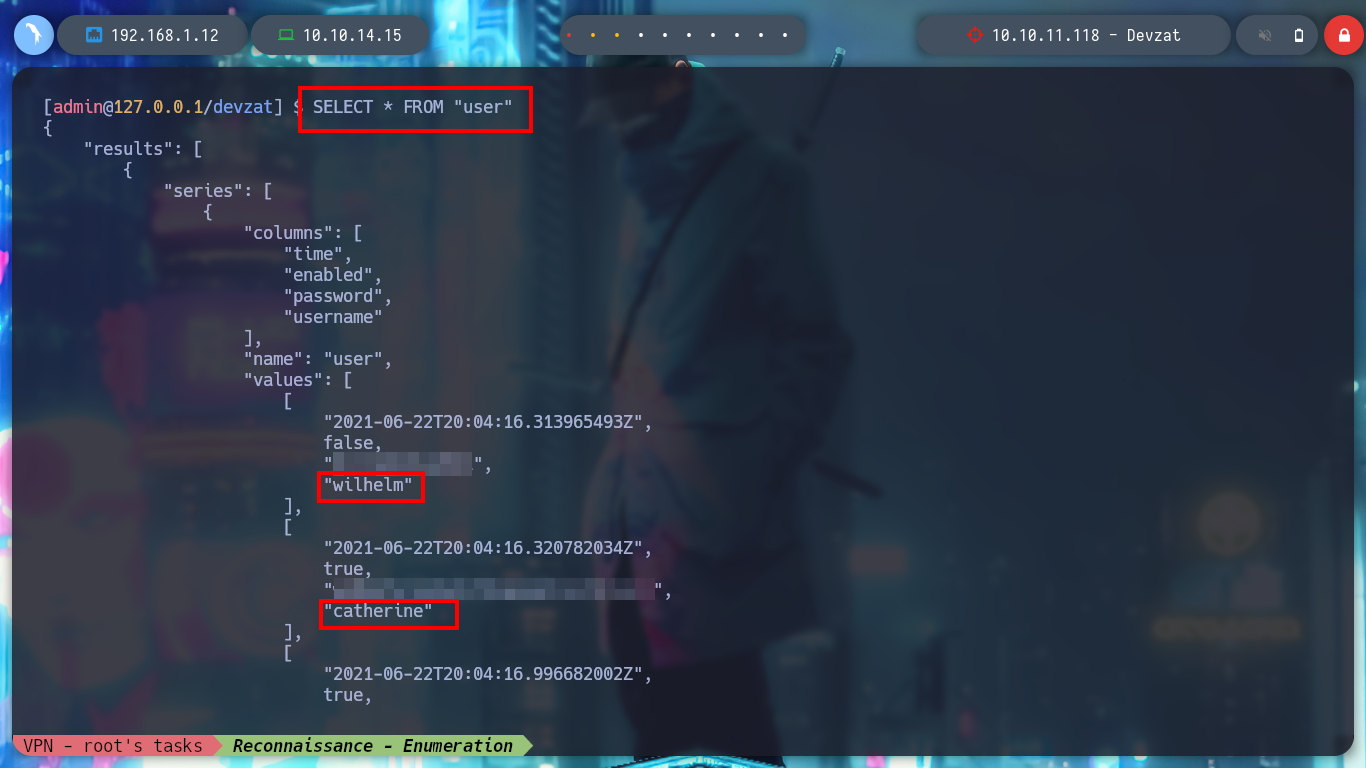 192.168.1.12
10.10.14.15
10.10.11.118 - Devzat
[admin@127.0.0.1/devzat] $ SELECT * FROM "user"
{
"results": [
{
"series": [
{
"columns": [
"time",
"enabled",
"password",
"username"
],
"name": "user",
"values": [
[
"2021-06-22T20:04:16.313965493Z",
false,
"",
"wilhelm"
],
[
"2021-06-22T20:04:16.320782034Z",
true,
"",
"catherine"
],
[
"2021-06-22T20:04:16.996682002Z",
true,
VPN - root's tasks
Reconnaissance - Enumeration